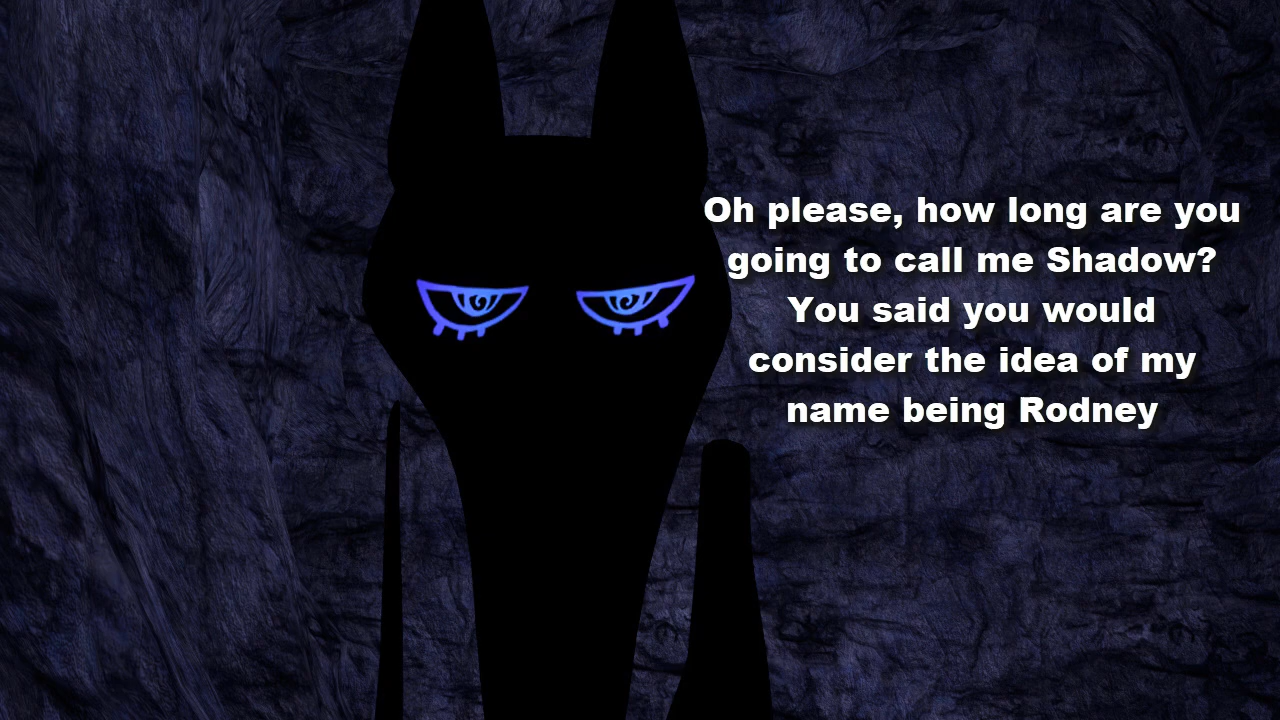 Oh please, how long are you
going to call me Shadow?
You said you would
consider the idea of my
name being Rodney